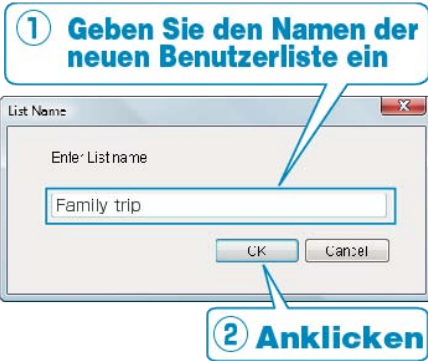 ① Geben Sie den Namen der
neuen Benutzerliste ein
List Name
Enter List name
Family trip
OK Cancel
② Anklicken